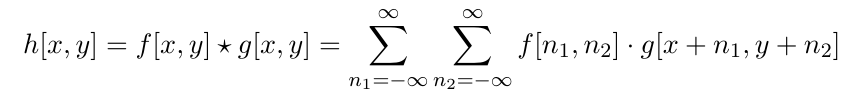 h[x, y] = f[x, y] ⋆ g[x, y] = ∑_{n₁=−∞}^{∞} ∑_{n₂=−∞}^{∞} f[n₁, n₂] · g[x + n₁, y + n₂]